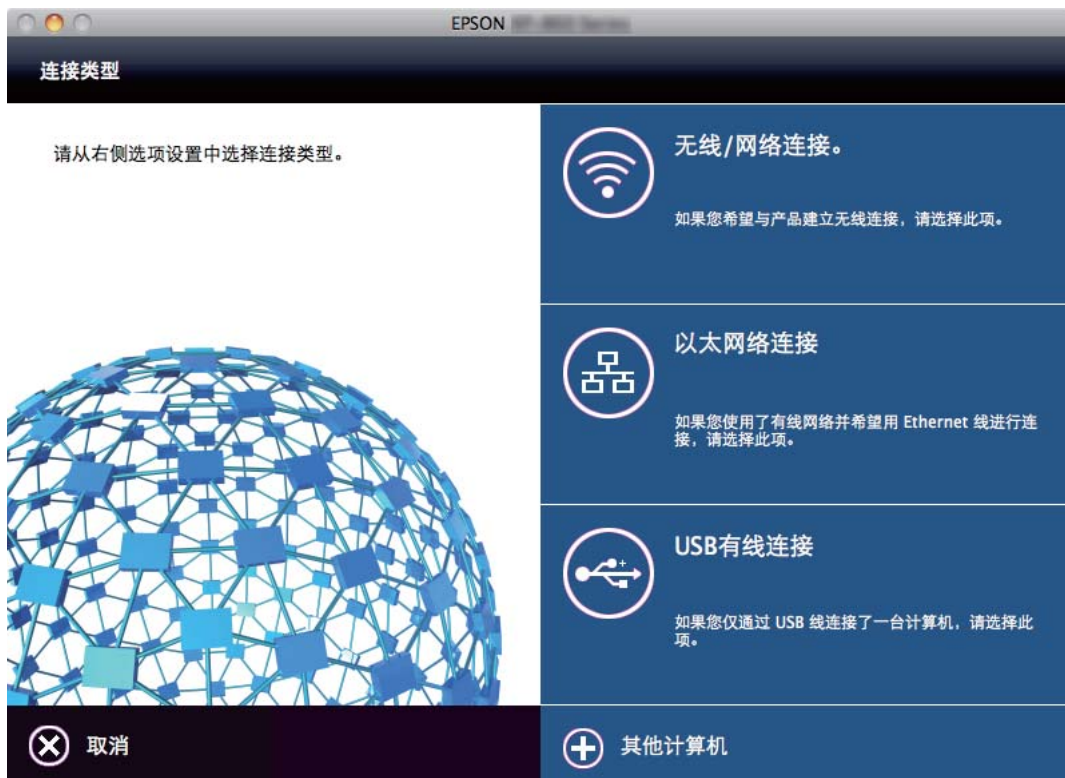 EPSON
连接类型
请从右侧选项设置中选择连接类型。
无线/网络连接。
如果您希望与产品建立无线连接，请选择此项。
以太网络连接
如果您使用了有线网络并希望用 Ethernet 线进行连
接，请选择此项。
USB有线连接
如果您仅通过 USB 线连接了一台计算机，请选择此
项。
取消
其他计算机